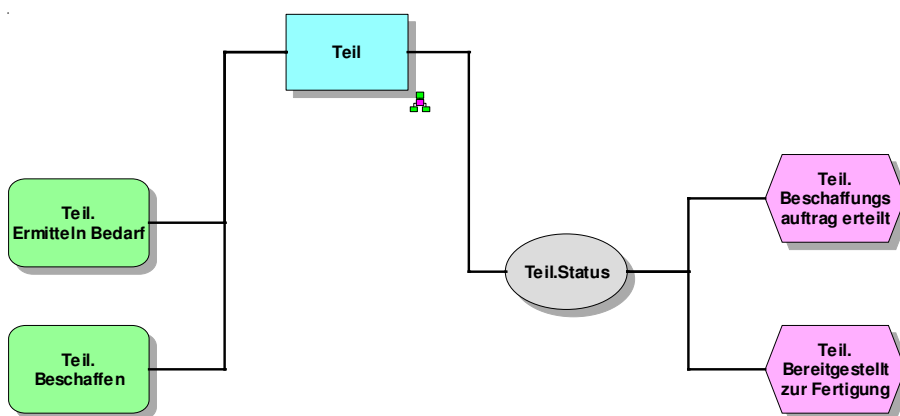 Teil
Teil.
Ermitteln Bedarf
Teil.
Beschaffungs
auftrag erteilt
Teil.Status
Teil.
Beschaffen
Teil.
Bereitgestellt
zur Fertigung